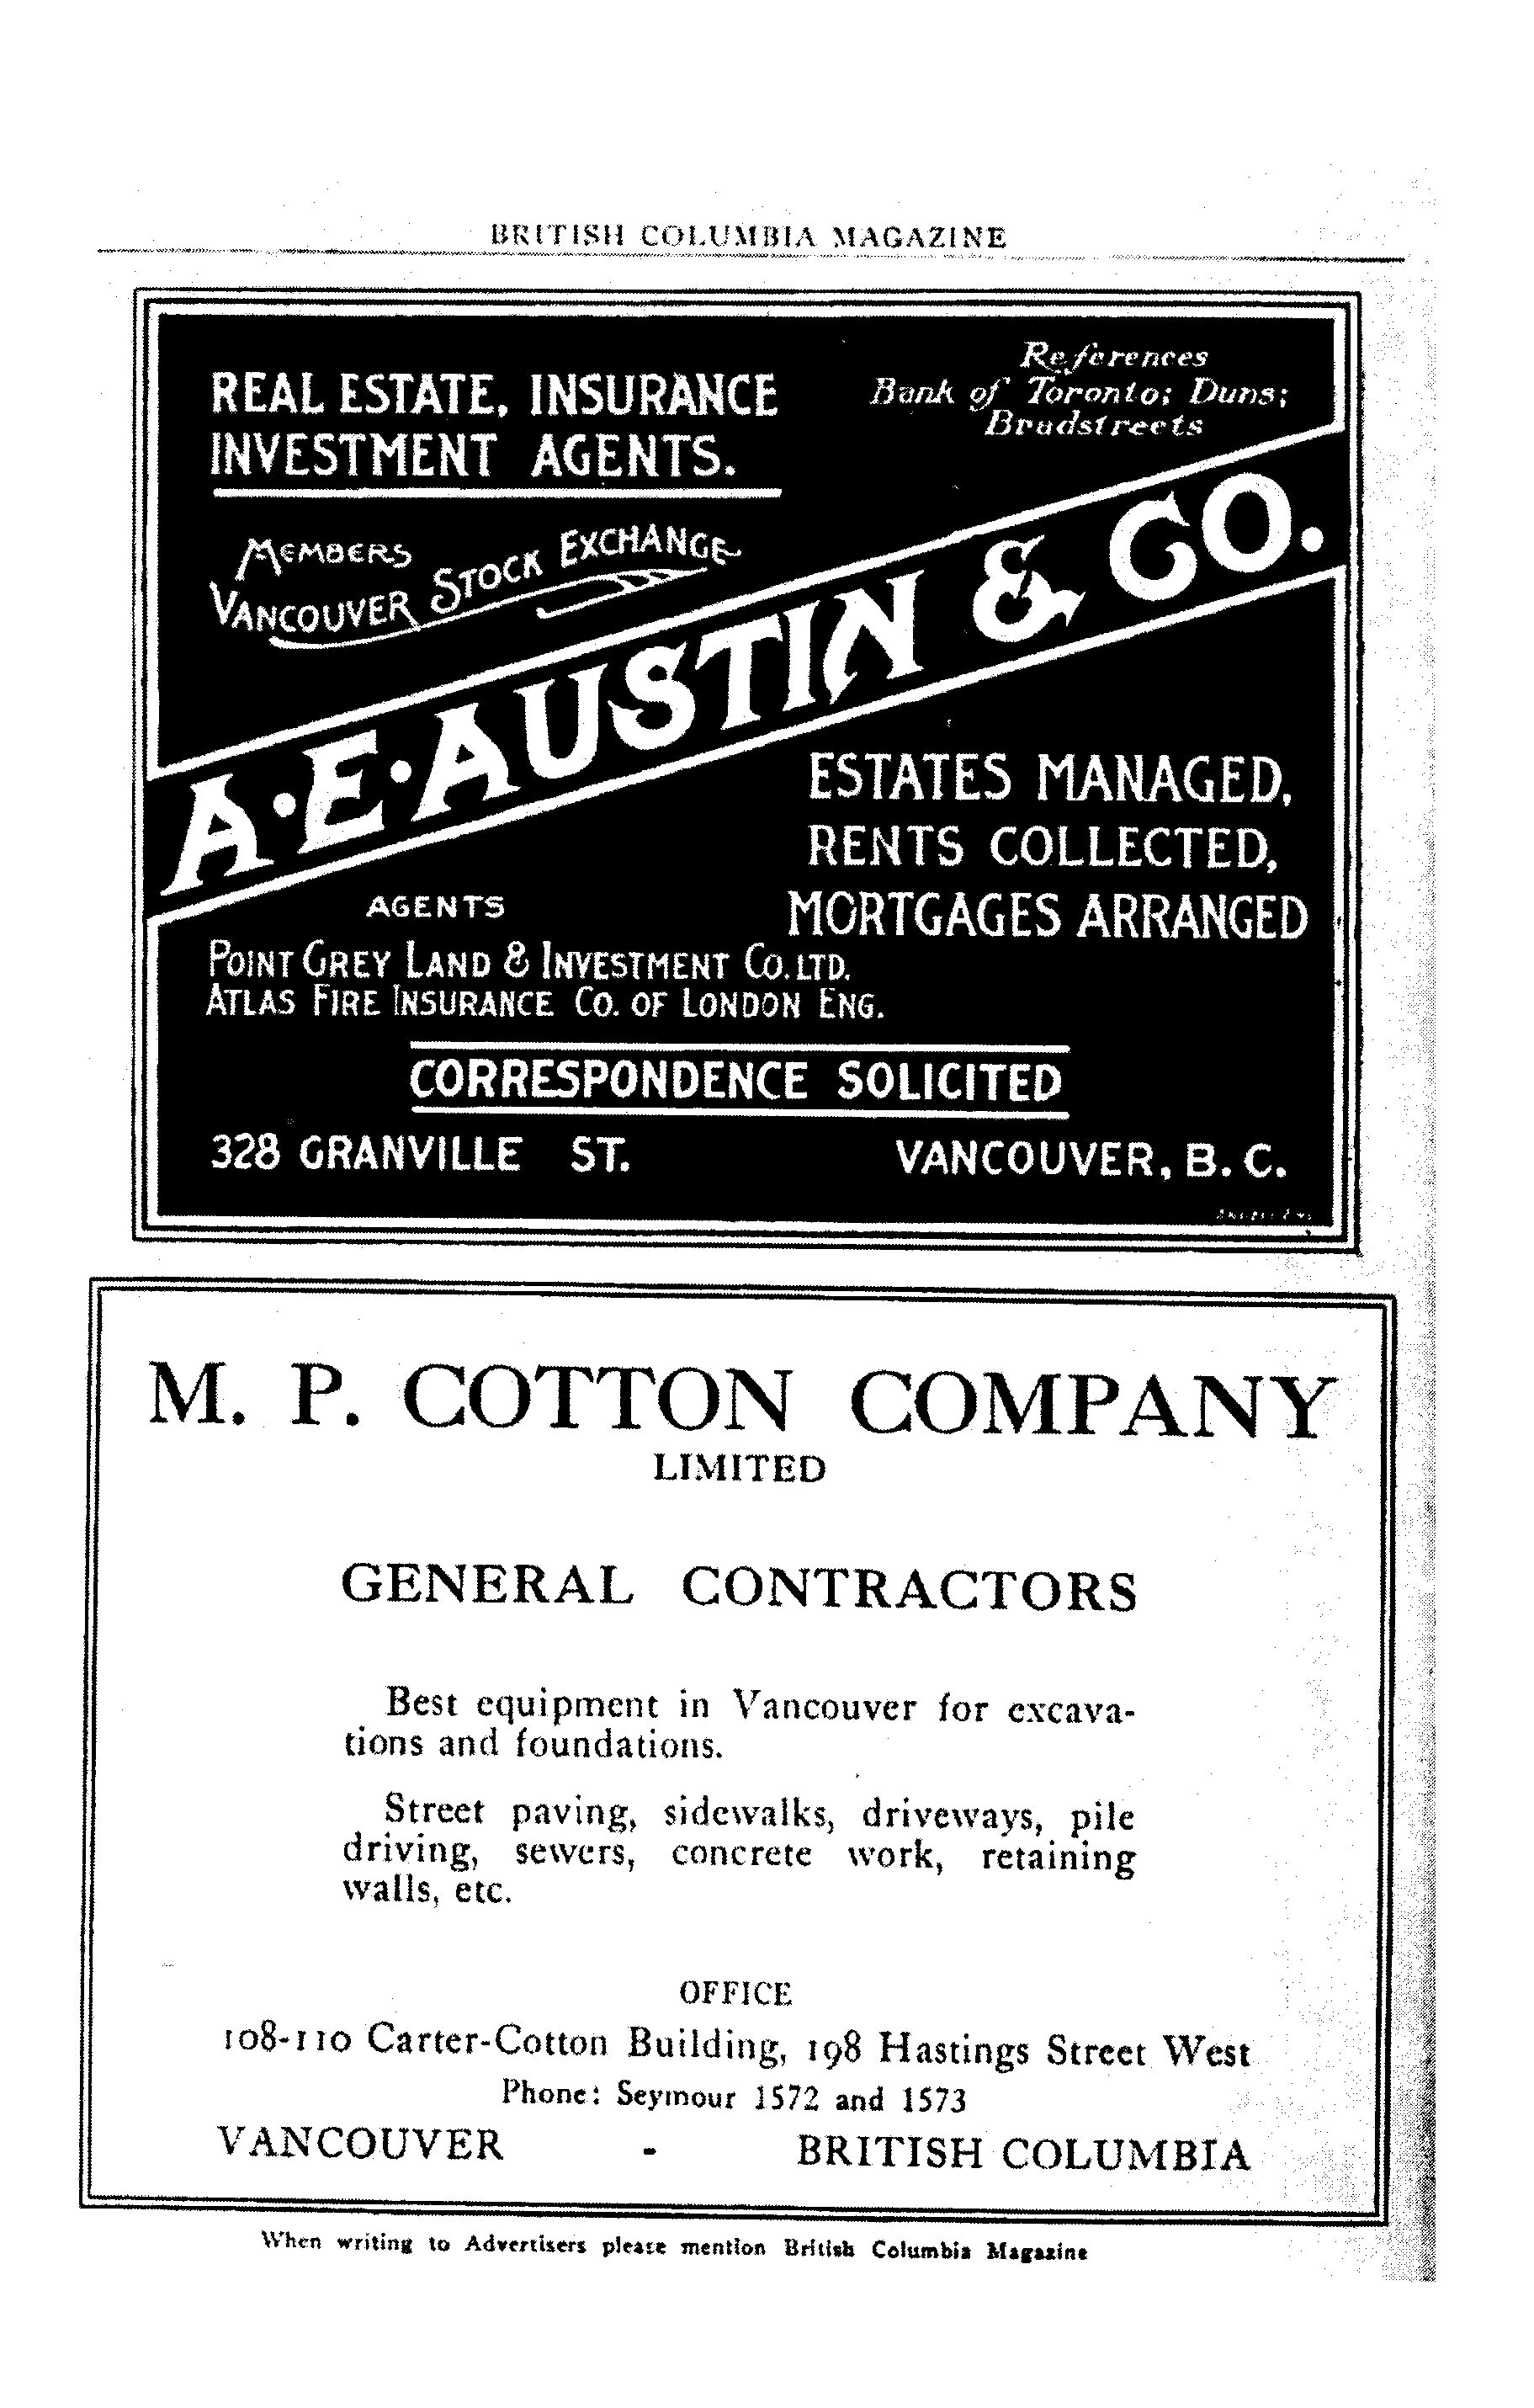 BRITISH COLUMBIA MAGAZINE
REAL ESTATE, INSURANCE
INVESTMENT AGENTS.
References
Bank of Toronto; Duns;
Bradstreets
MEMBERS
VANCOUVER STOCK EXCHANGE
A. E. AUSTIN & CO.
ESTATES MANAGED,
RENTS COLLECTED,
MORTGAGES ARRANGED
AGENTS
POINT GREY LAND & INVESTMENT CO. LTD.
ATLAS FIRE INSURANCE CO. OF LONDON ENG.
CORRESPONDENCE SOLICITED
328 GRANVILLE ST. VANCOUVER, B. C.
M. P. COTTON COMPANY
LIMITED
GENERAL CONTRACTORS
Best equipment in Vancouver for excava-
tions and foundations.
Street paving, sidewalks, driveways, pile
driving, sewers, concrete work, retaining
walls, etc.
OFFICE
108-110 Carter-Cotton Building, 198 Hastings Street West
Phone: Seymour 1572 and 1573
VANCOUVER - BRITISH COLUMBIA
When writing to Advertisers please mention British Columbia Magazine